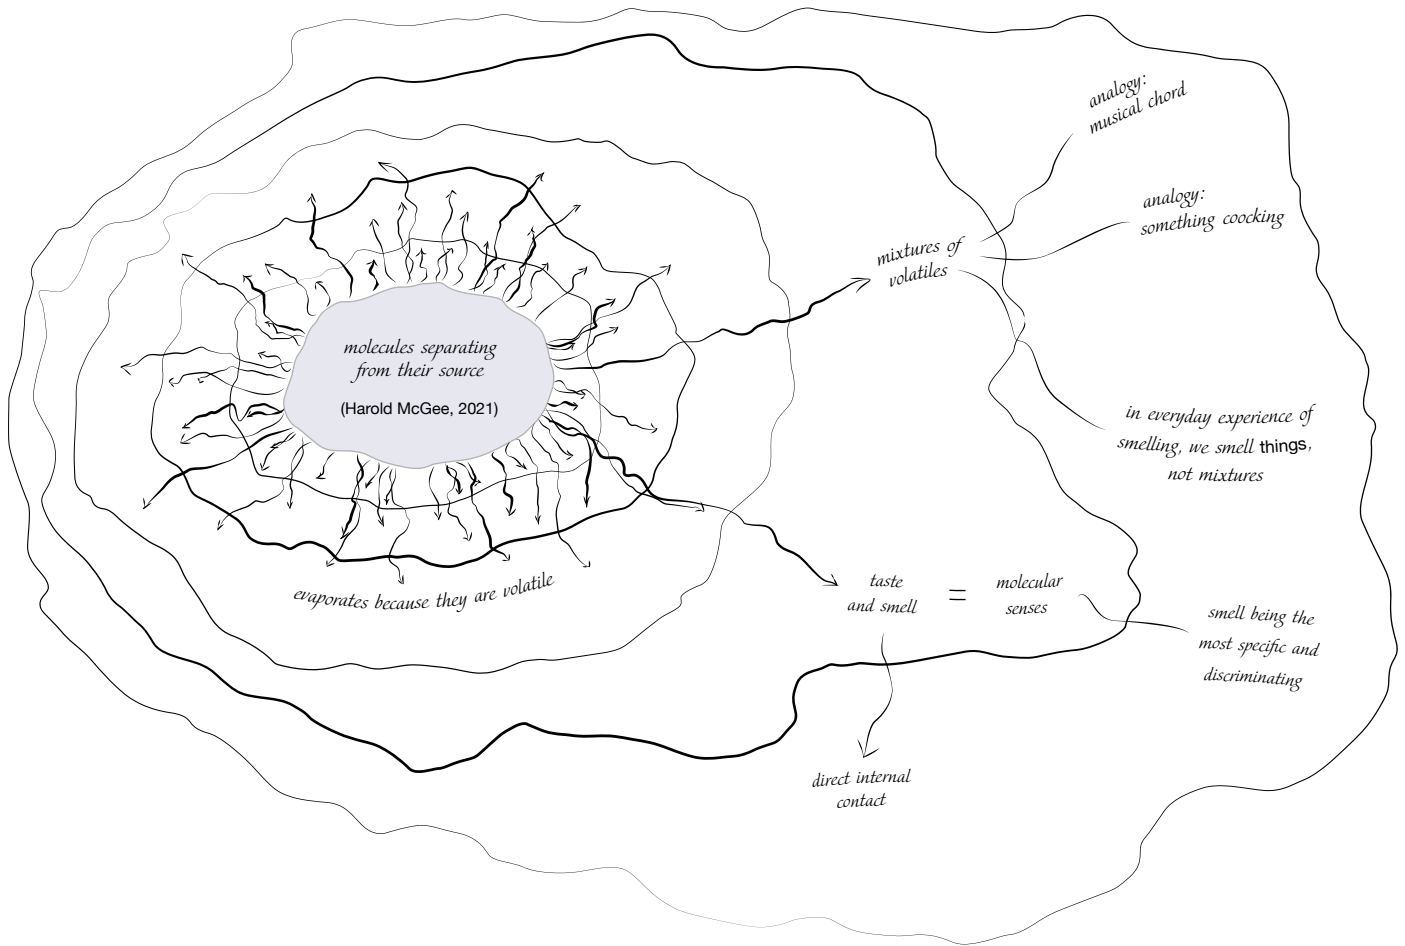 analogy:
musical chord
analogy:
something coocking
mixtures of
volatiles
molecules separating
from their source
(Harold McGee, 2021)
in everyday experience of
smelling, we smell things,
not mixtures
evaporates because they are volatile
taste
and smell
=
molecular
senses
smell being the
most specific and
discriminating
direct internal
contact